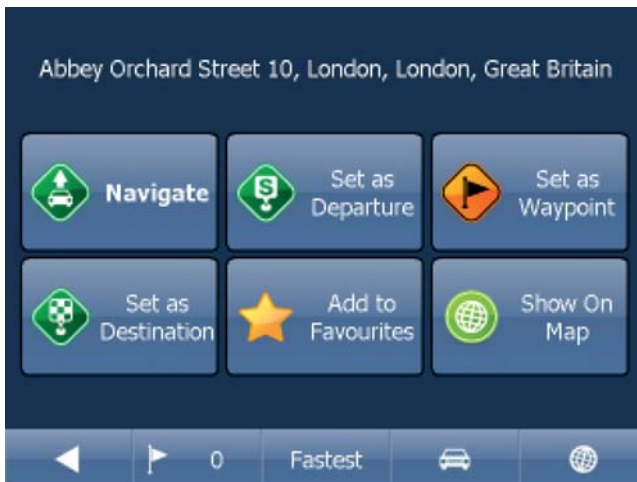 Abbey Orchard Street 10, London, London, Great Britain
Navigate
Set as
Departure
Set as
Waypoint
Set as
Destination
Add to
Favourites
Show On
Map
0
Fastest